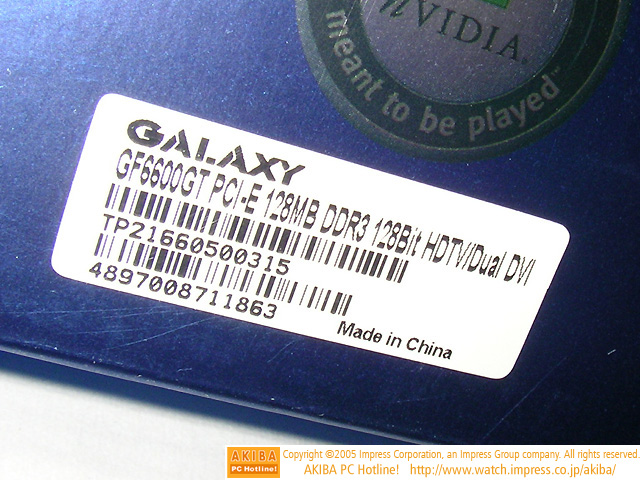 nVIDIA
meant to be played™
GALAXY
GF6600GT PCI-E 128MB DDR3 128Bit HDTV/Dual DVI
TP21660500315
4897008711863
Made in China
AKIBA
PC Hotline!
Copyright ©2005 Impress Corporation, an Impress Group company. All rights reserved.
AKIBA PC Hotline! http://www.watch.impress.co.jp/akiba/